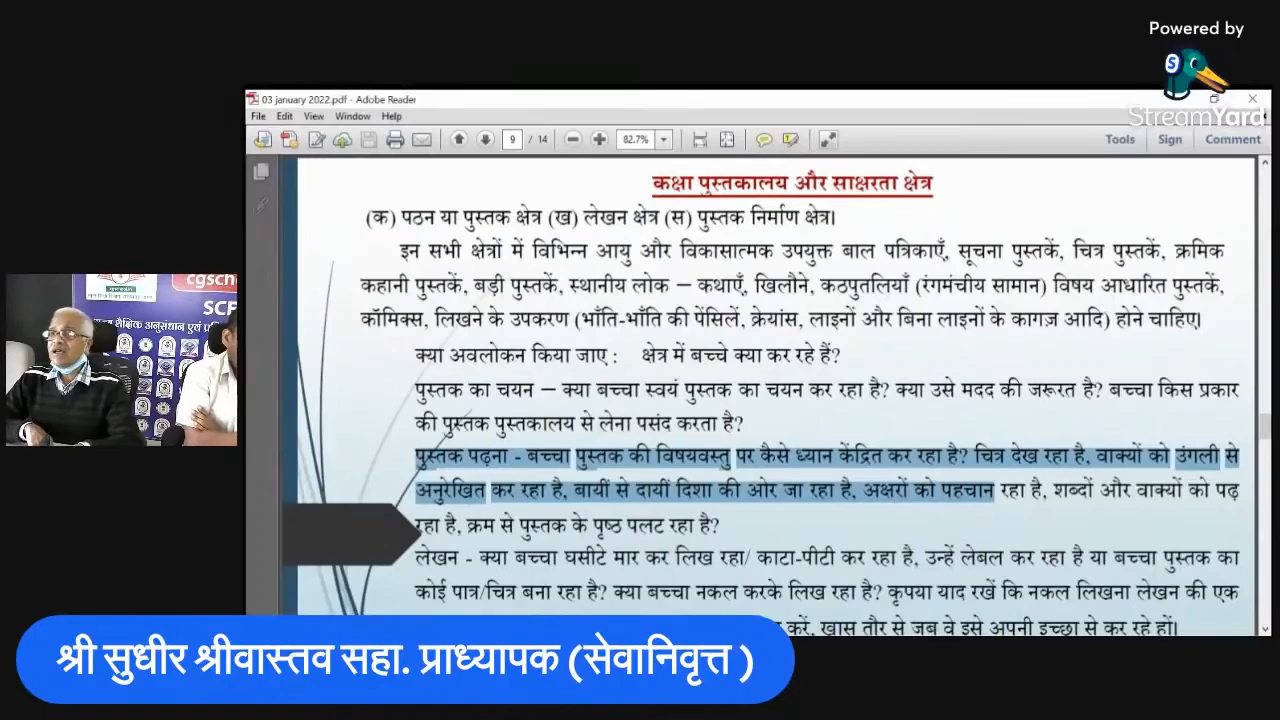 Powered by
StreamYard
03 january 2022.pdf - Adobe Reader
File Edit View Window Help
9 / 14 82.7% Tools Sign Comment
कक्षा पुस्तकालय और साक्षरता क्षेत्र
(क) पठन या पुस्तक क्षेत्र (ख) लेखन क्षेत्र (स) पुस्तक निर्माण क्षेत्र।
इन सभी क्षेत्रों में विभिन्न आयु और विकासात्मक उपयुक्त बाल पत्रिकाएँ, सूचना पुस्तकें, चित्र पुस्तकें, क्रमिक
कहानी पुस्तकें, बड़ी पुस्तकें, स्थानीय लोक – कथाएँ, खिलौने, कठपुतलियाँ (रंगमंचीय सामान) विषय आधारित पुस्तकें,
कॉमिक्स, लिखने के उपकरण (भाँति-भाँति की पेंसिलें, क्रेयांस, लाइनों और बिना लाइनों के कागज़ आदि) होने चाहिए।
क्या अवलोकन किया जाए : क्षेत्र में बच्चे क्या कर रहे हैं?
पुस्तक का चयन – क्या बच्चा स्वयं पुस्तक का चयन कर रहा है? क्या उसे मदद की जरूरत है? बच्चा किस प्रकार
की पुस्तक पुस्तकालय से लेना पसंद करता है?
पुस्तक पढ़ना - बच्चा पुस्तक की विषयवस्तु पर कैसे ध्यान केंद्रित कर रहा है? चित्र देख रहा है, वाक्यों को उंगली से
अनुरेखित कर रहा है, बायीं से दायीं दिशा की ओर जा रहा है, अक्षरों को पहचान रहा है, शब्दों और वाक्यों को पढ़
रहा है, क्रम से पुस्तक के पृष्ठ पलट रहा है?
लेखन - क्या बच्चा घसीटे मार कर लिख रहा/ काटा-पीटी कर रहा है, उन्हें लेबल कर रहा है या बच्चा पुस्तक का
कोई पात्र/चित्र बना रहा है? क्या बच्चा नकल करके लिख रहा है? कृपया याद रखें कि नकल लिखना लेखन की एक
करें, खास तौर से जब वे इसे अपनी इच्छा से कर रहे हों।
cgsch
SCE
शैक्षिक अनुसंधान एवं
श्री सुधीर श्रीवास्तव सहा. प्राध्यापक (सेवानिवृत्त )